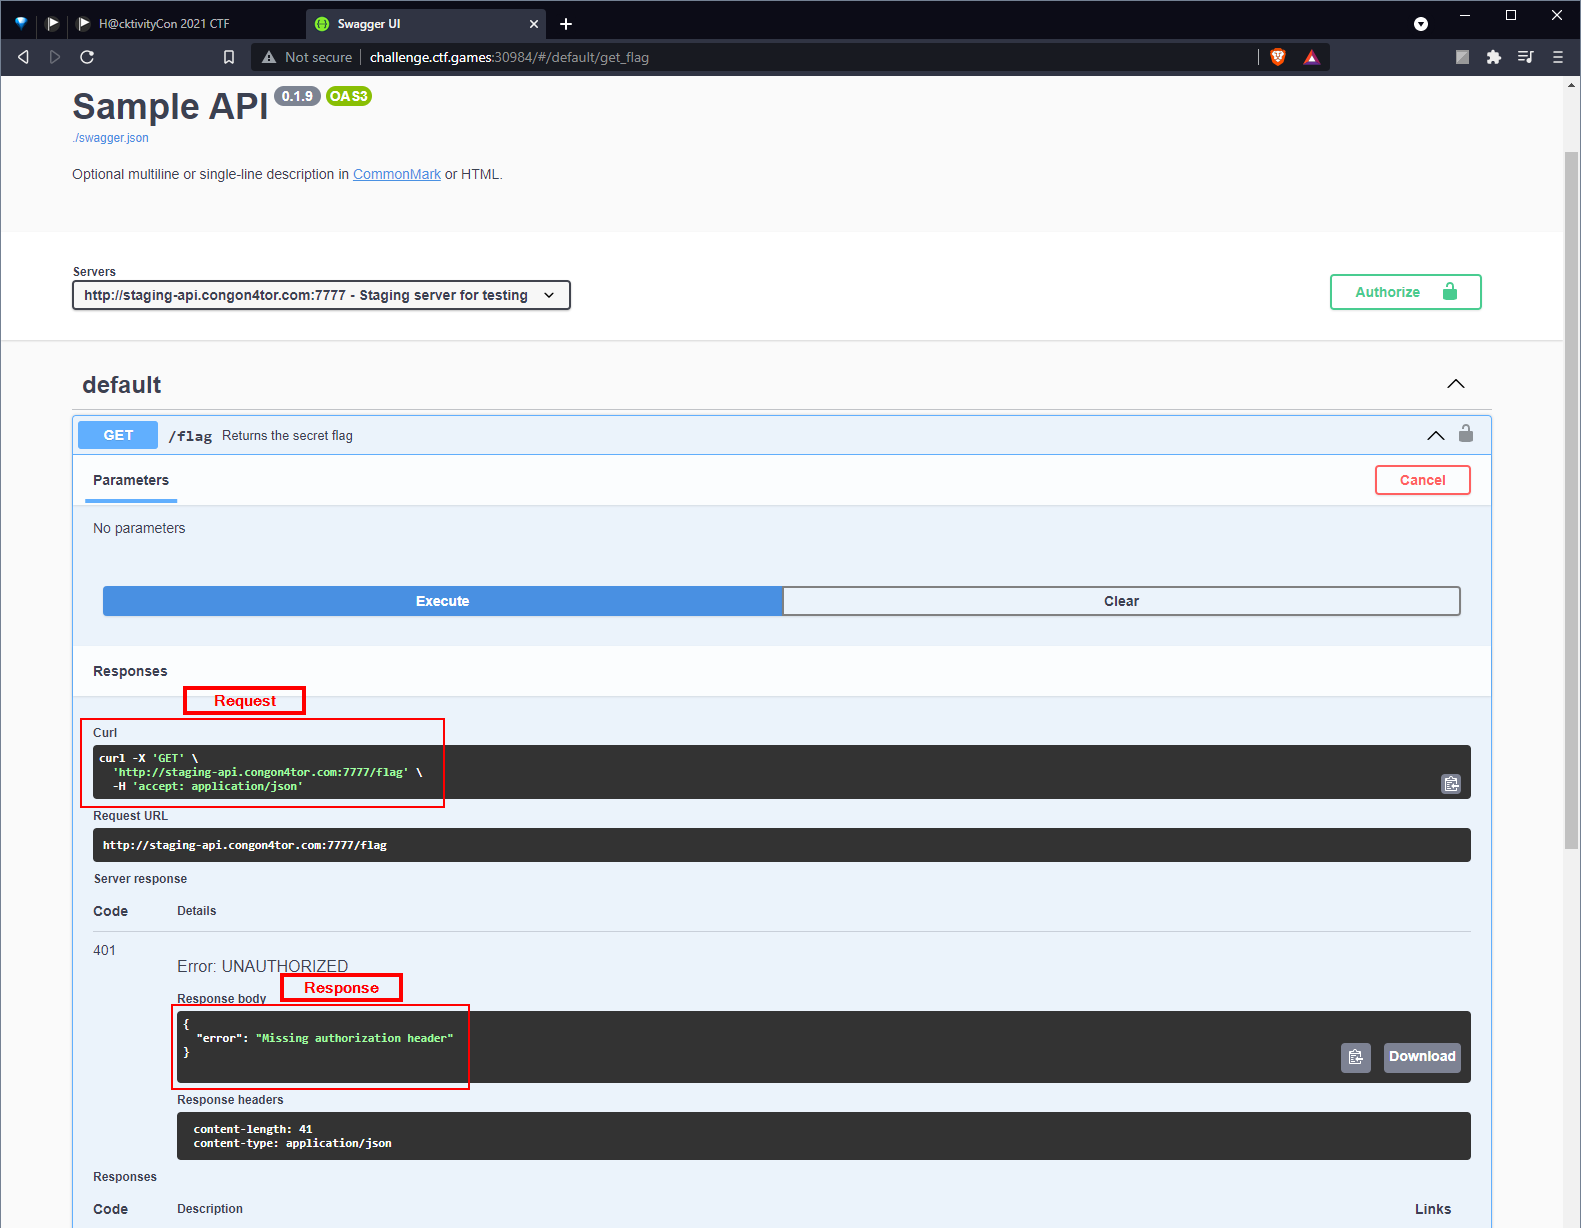 H@cktivityCon 2021 CTF
Swagger UI
Not secure
challenge.ctf.games:30984/#/default/get_flag
Sample API 0.1.9 OAS3
./swagger.json
Optional multiline or single-line description in CommonMark or HTML.
Servers
http://staging-api.congon4tor.com:7777 - Staging server for testing
Authorize
default
GET /flag Returns the secret flag
Parameters
Cancel
No parameters
Execute
Clear
Responses
Request
Curl
curl -X 'GET' \
'http://staging-api.congon4tor.com:7777/flag' \
-H 'accept: application/json'
Request URL
http://staging-api.congon4tor.com:7777/flag
Server response
Code Details
401
Error: UNAUTHORIZED
Response
Response body
{
"error": "Missing authorization header"
}
Download
Response headers
content-length: 41
content-type: application/json
Responses
Code Description Links